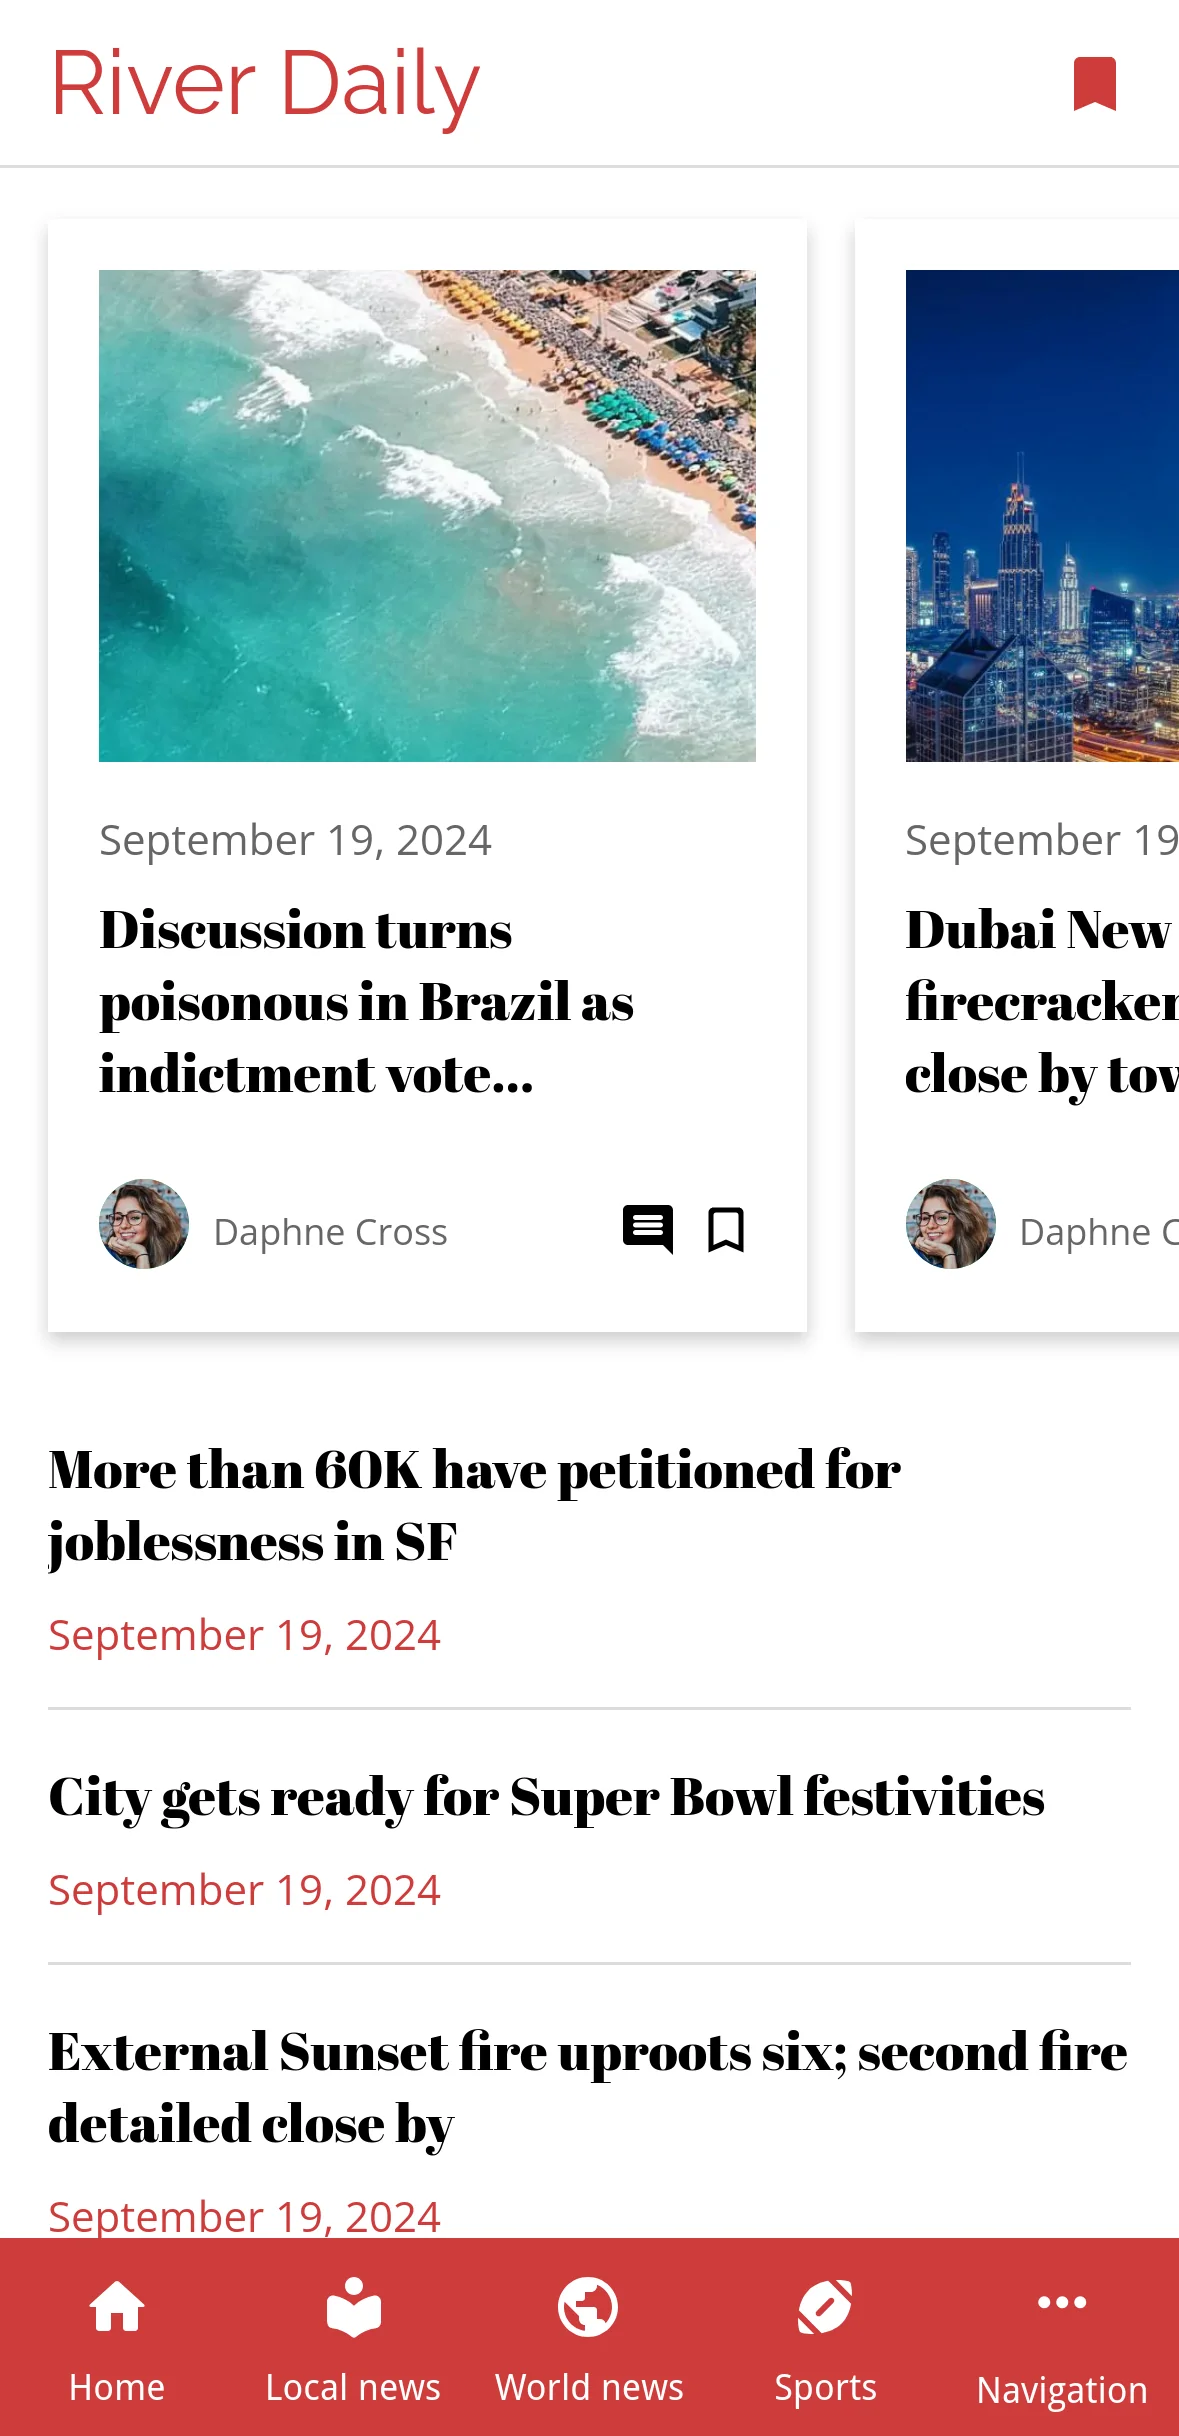 River Daily
September 19, 2024
Discussion turns
poisonous in Brazil as
indictment vote...
Daphne Cross
September 19
Dubai New
firecracker
close by tow
Daphne C
More than 60K have petitioned for
joblessness in SF
September 19, 2024
City gets ready for Super Bowl festivities
September 19, 2024
External Sunset fire uproots six; second fire
detailed close by
September 19, 2024
Home
Local news
World news
Sports
Navigation